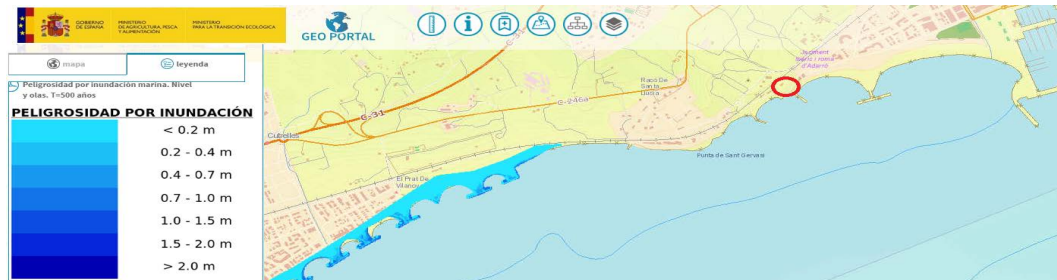 GOBIERNO
DE ESPAÑA
MINISTERIO
DE AGRICULTURA, PESCA
Y ALIMENTACIÓN
MINISTERIO
PARA LA TRANSICIÓN ECOLÓGICA
GEO PORTAL
mapa
leyenda
Peligrosidad por inundación marina. Nivel
y olas. T=500 años
PELIGROSIDAD POR INUNDACIÓN
< 0.2 m
0.2 - 0.4 m
0.4 - 0.7 m
0.7 - 1.0 m
1.0 - 1.5 m
1.5 - 2.0 m
> 2.0 m
C-31
C-246a
Cubelles
Racó De
Santa
Llúcia
El Prat De
Vilanova
Punta de Sant Gervasi
d'Adarró